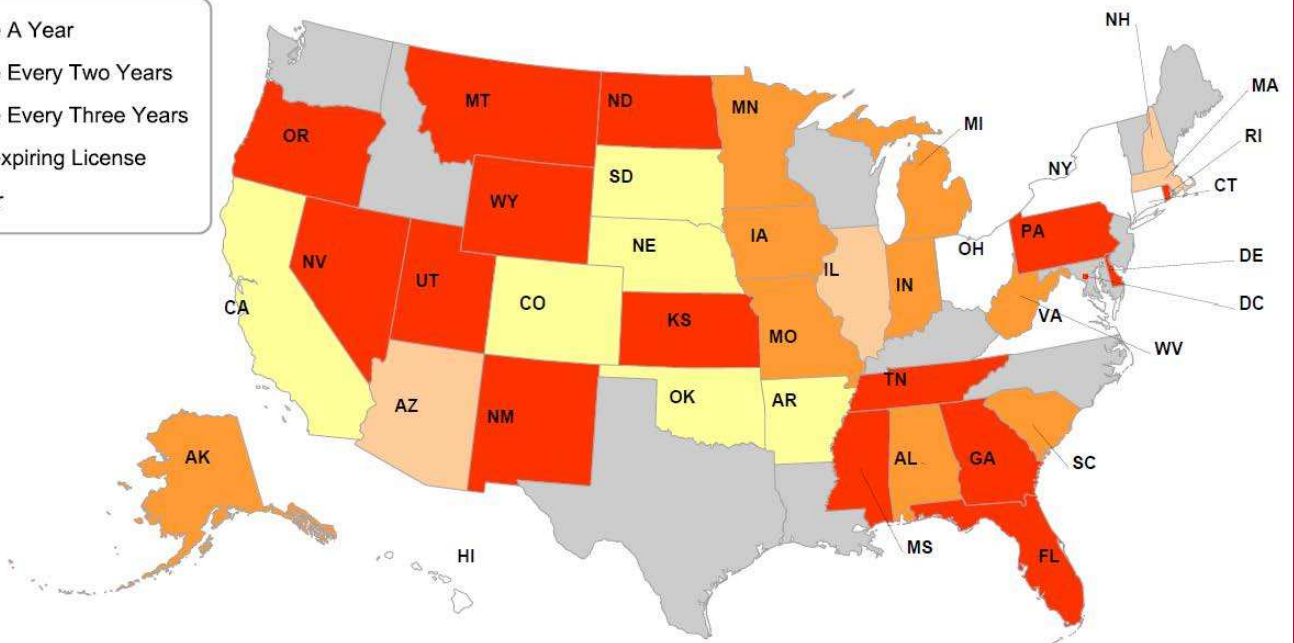 A Year
Every Two Years
Every Three Years
xpiring License
NH
MA
MT
ND
MN
MI
RI
OR
NY
CT
SD
WY
IA
PA
NE
OH
DE
NV
UT
IL
IN
CO
DC
CA
KS
MO
VA
WV
TN
AZ
OK
AR
NM
AK
AL
GA
SC
MS
HI
FL